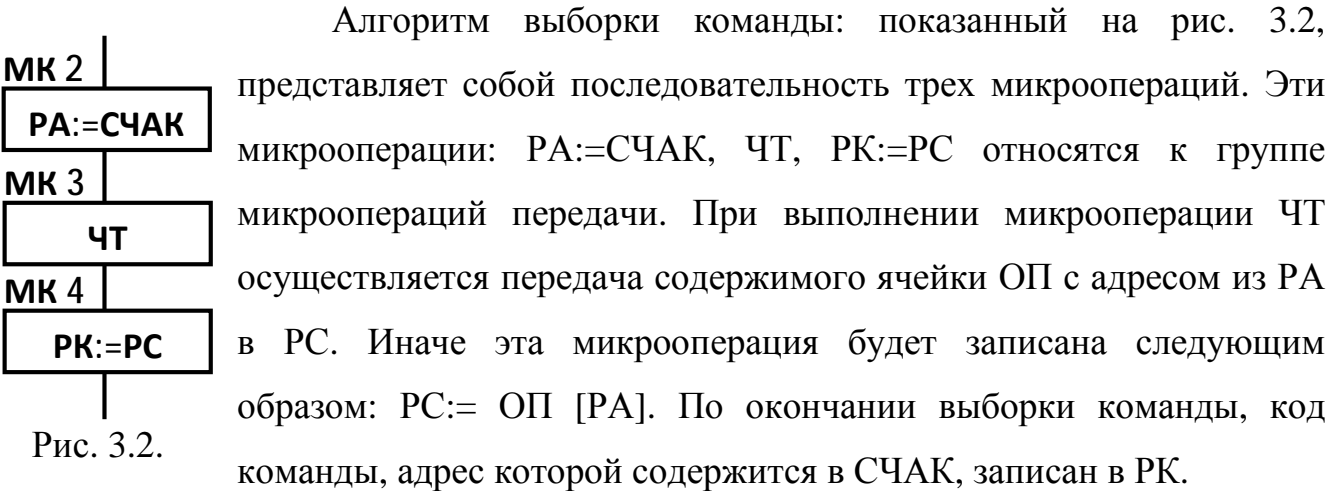 МК 2
РА:=СЧАК
МК 3
ЧТ
МК 4
РК:=РС
Рис. 3.2.
Алгоритм выборки команды: показанный на рис. 3.2,
представляет собой последовательность трех микроопераций. Эти
микрооперации: РА:=СЧАК, ЧТ, РК:=РС относятся к группе
микроопераций передачи. При выполнении микрооперации ЧТ
осуществляется передача содержимого ячейки ОП с адресом из РА
в РС. Иначе эта микрооперация будет записана следующим
образом: РС:= ОП [РА]. По окончании выборки команды, код
команды, адрес которой содержится в СЧАК, записан в РК.